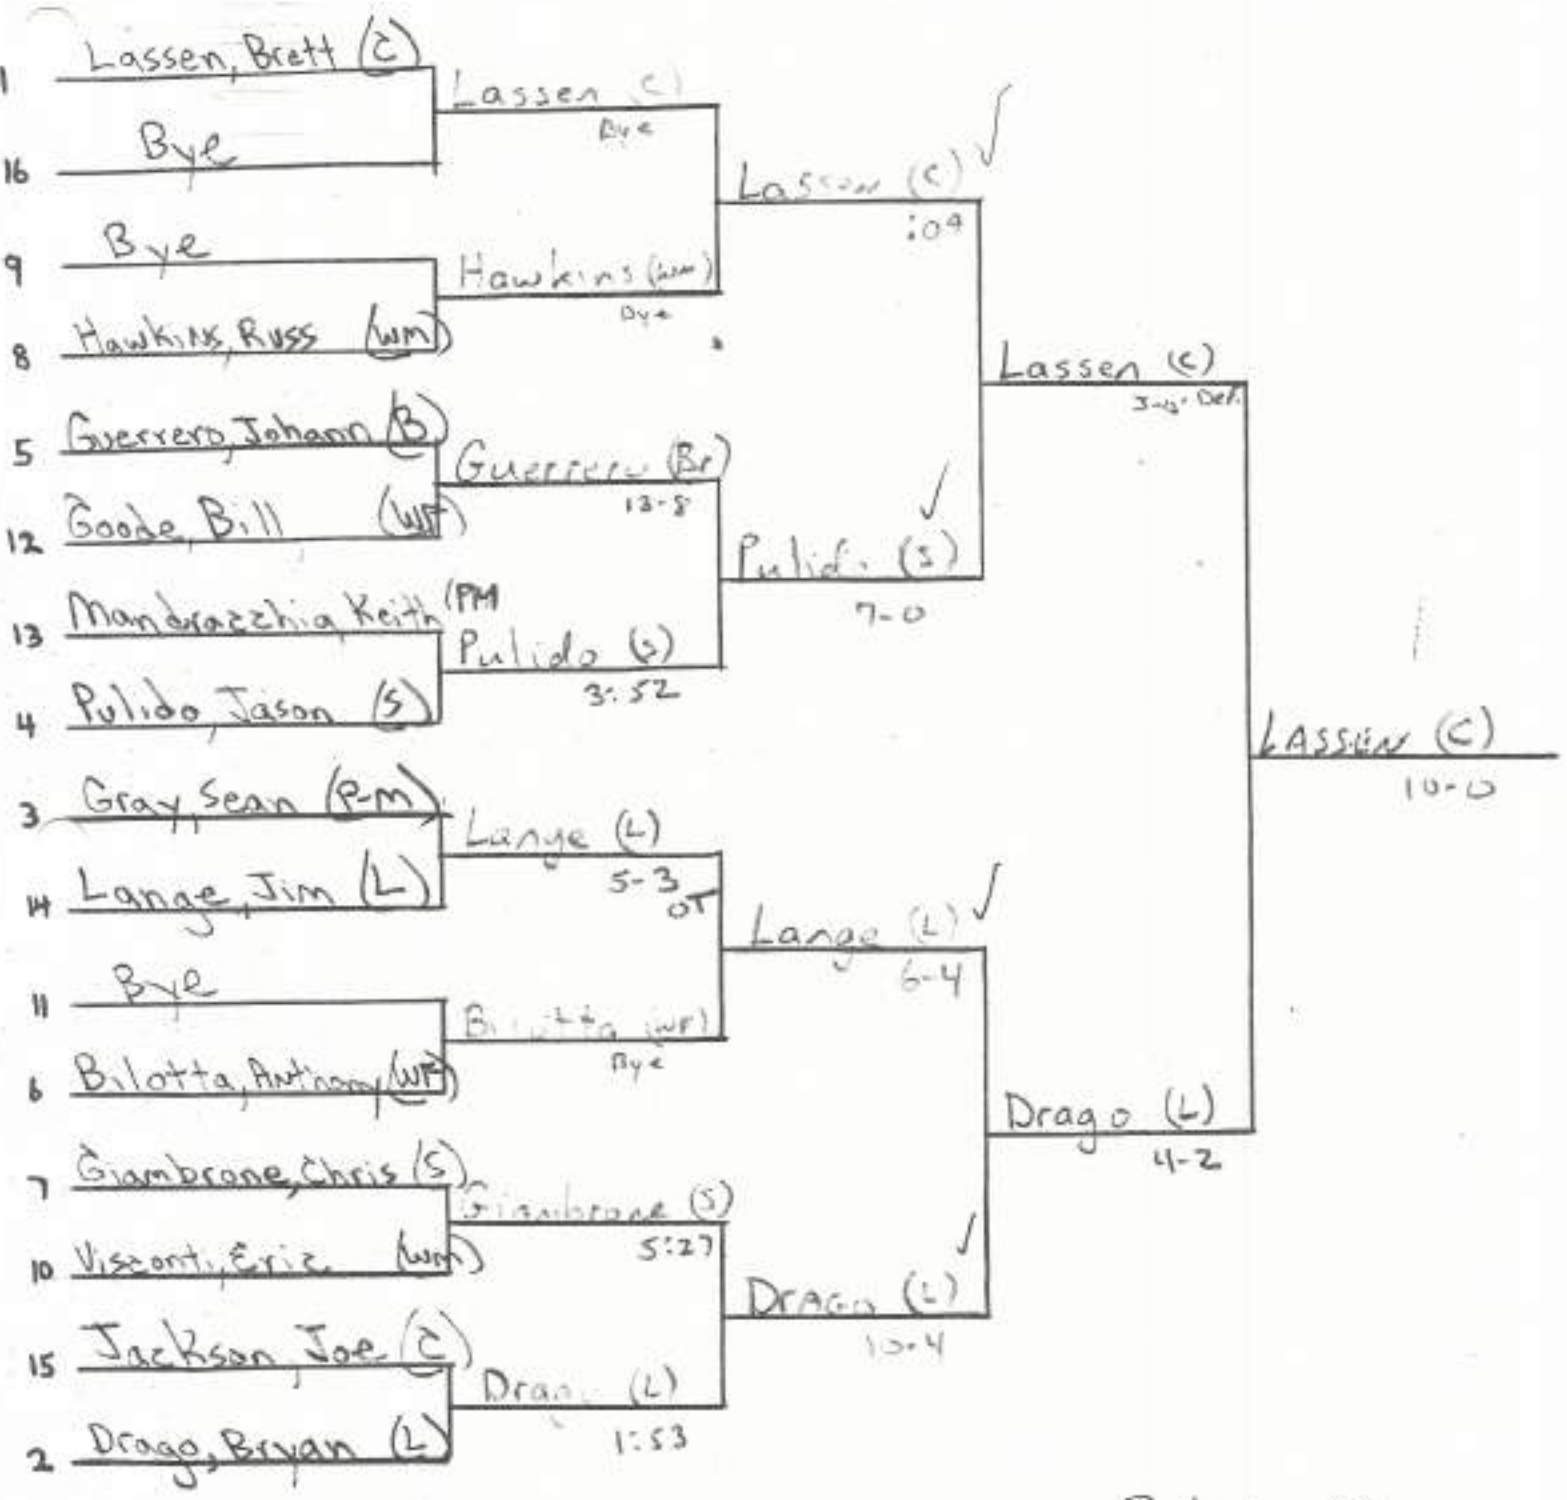 1 Lassen, Brett (C)
16 Bye
9 Bye
8 Hawkins, Russ (WM)
5 Guerrero, Johann (B)
12 Goode, Bill (WF)
13 Mandracchia, Keith (PM
4 Pulido, Jason (S)
3 Gray, Sean (P-M)
14 Lange, Jim (L)
11 Bye
6 Bilotta, Anthony (WF)
7 Giambrone, Chris (S)
10 Visconti, Eric (WM)
15 Jackson, Joe (C)
2 Drago, Bryan (L)
Lassen (C)
Bye
Hawkins (WM)
Bye
Guerrero (Br)
13-8
Pulido (S)
3:52
Lange (L)
5-3
OT
Bilotta (WF)
Bye
Giambrone (S)
5:27
Drago (L)
1:53
Lassen (C)
:09
Pulido (S)
7-0
Lange (L)
6-4
Drago (L)
10-4
Lassen (C)
Def.
Drago (L)
4-2
LASSEN (C)
10-0